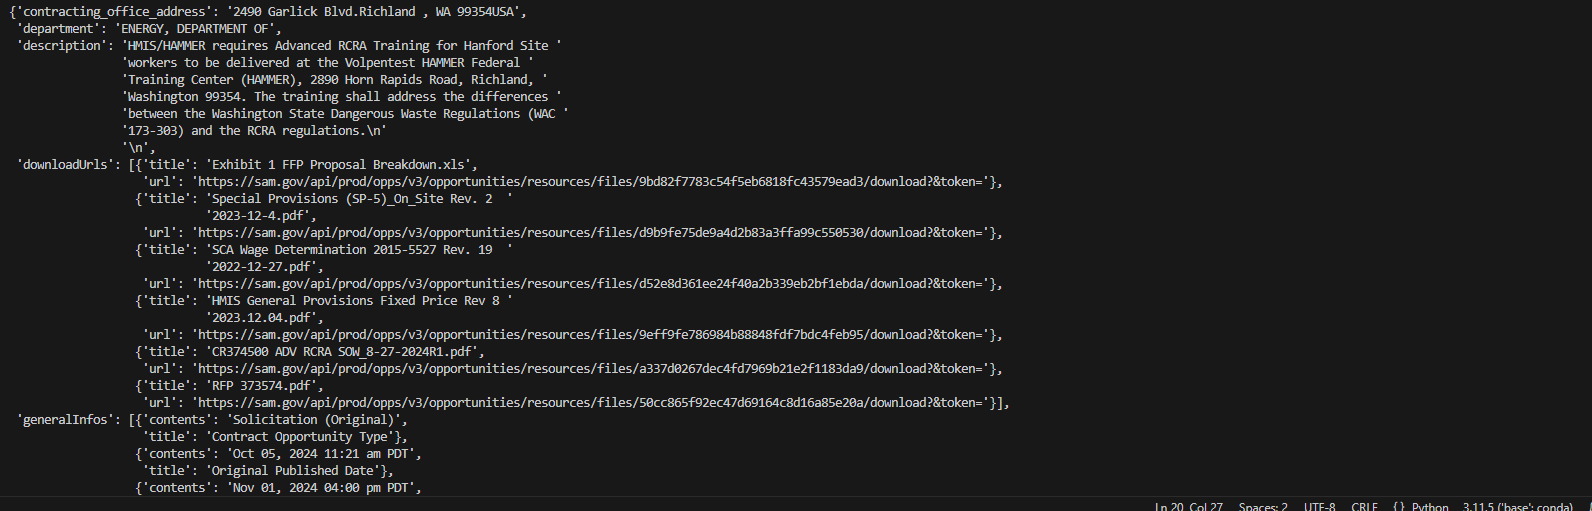 {'contracting_office_address': '2490 Garlick Blvd.Richland , WA 99354USA',
'department': 'ENERGY, DEPARTMENT OF',
'description': 'HMIS/HAMMER requires Advanced RCRA Training for Hanford Site '
'workers to be delivered at the Volpentest HAMMER Federal '
'Training Center (HAMMER), 2890 Horn Rapids Road, Richland, '
'Washington 99354. The training shall address the differences '
'between the Washington State Dangerous Waste Regulations (WAC '
'173-303) and the RCRA regulations.\n'
'\n',
'downloadUrls': [{'title': 'Exhibit 1 FFP Proposal Breakdown.xls',
'url': 'https://sam.gov/api/prod/opps/v3/opportunities/resources/files/9bd82f7783c54f5eb6818fc43579ead3/download?&token='},
{'title': 'Special Provisions (SP-5)_On_Site Rev. 2  '
'2023-12-4.pdf',
'url': 'https://sam.gov/api/prod/opps/v3/opportunities/resources/files/d9b9fe75de9a4d2b83a3ffa99c550530/download?&token='},
{'title': 'SCA Wage Determination 2015-5527 Rev. 19  '
'2022-12-27.pdf',
'url': 'https://sam.gov/api/prod/opps/v3/opportunities/resources/files/d52e8d361ee24f40a2b339eb2bf1ebda/download?&token='},
{'title': 'HMIS General Provisions Fixed Price Rev 8 '
'2023.12.04.pdf',
'url': 'https://sam.gov/api/prod/opps/v3/opportunities/resources/files/9eff9fe786984b88848fdf7bdc4feb95/download?&token='},
{'title': 'CR374500 ADV RCRA SOW_8-27-2024R1.pdf',
'url': 'https://sam.gov/api/prod/opps/v3/opportunities/resources/files/a337d0267dec4fd7969b21e2f1183da9/download?&token='},
{'title': 'RFP 373574.pdf',
'url': 'https://sam.gov/api/prod/opps/v3/opportunities/resources/files/50cc865f92ec47d69164c8d16a85e20a/download?&token='}],
'generalInfos': [{'contents': 'Solicitation (Original)',
'title': 'Contract Opportunity Type'},
{'contents': 'Oct 05, 2024 11:21 am PDT',
'title': 'Original Published Date'},
{'contents': 'Nov 01, 2024 04:00 pm PDT',
Ln 20, Col 27 Spaces: 2 UTF-8 CRLF {} Python 3.11.5 ('base': conda)